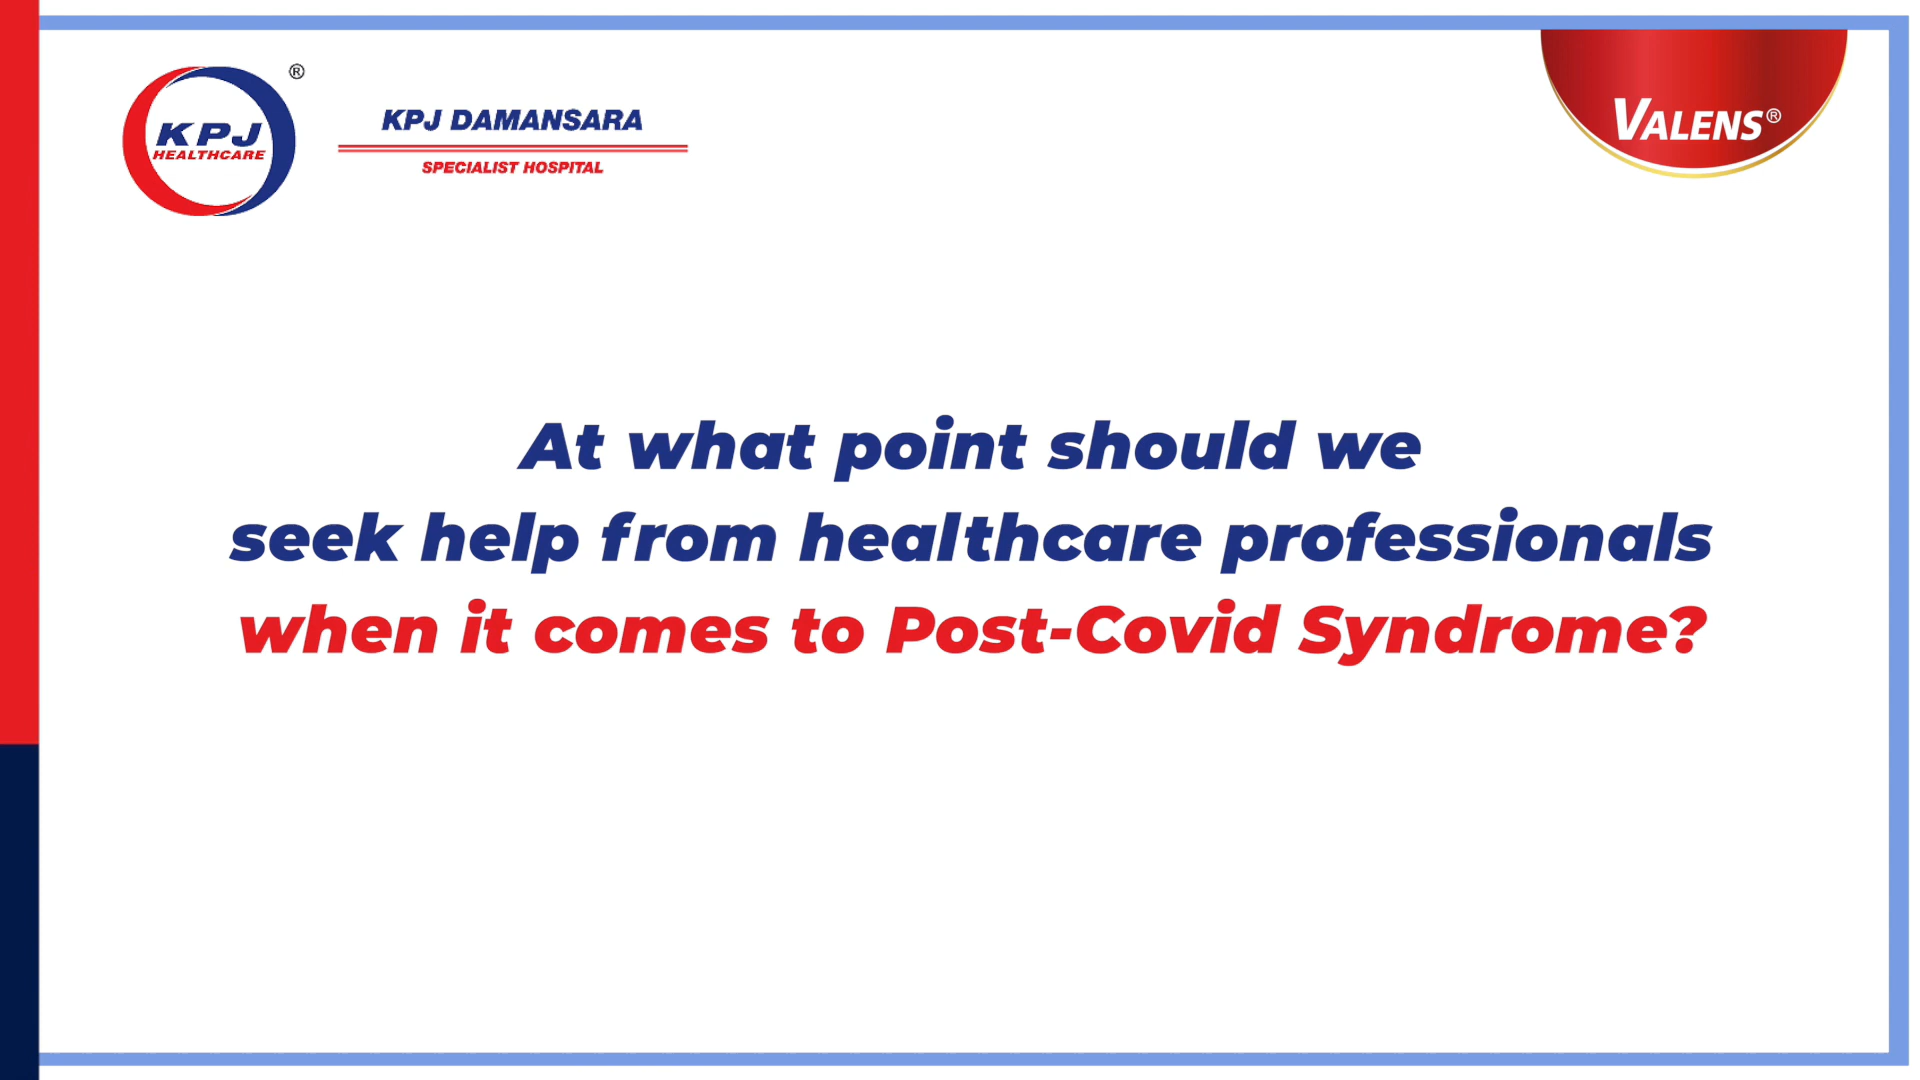 KPJ
HEALTHCARE
®
KPJ DAMANSARA
SPECIALIST HOSPITAL
VALENS®
At what point should we
seek help from healthcare professionals
when it comes to Post-Covid Syndrome?